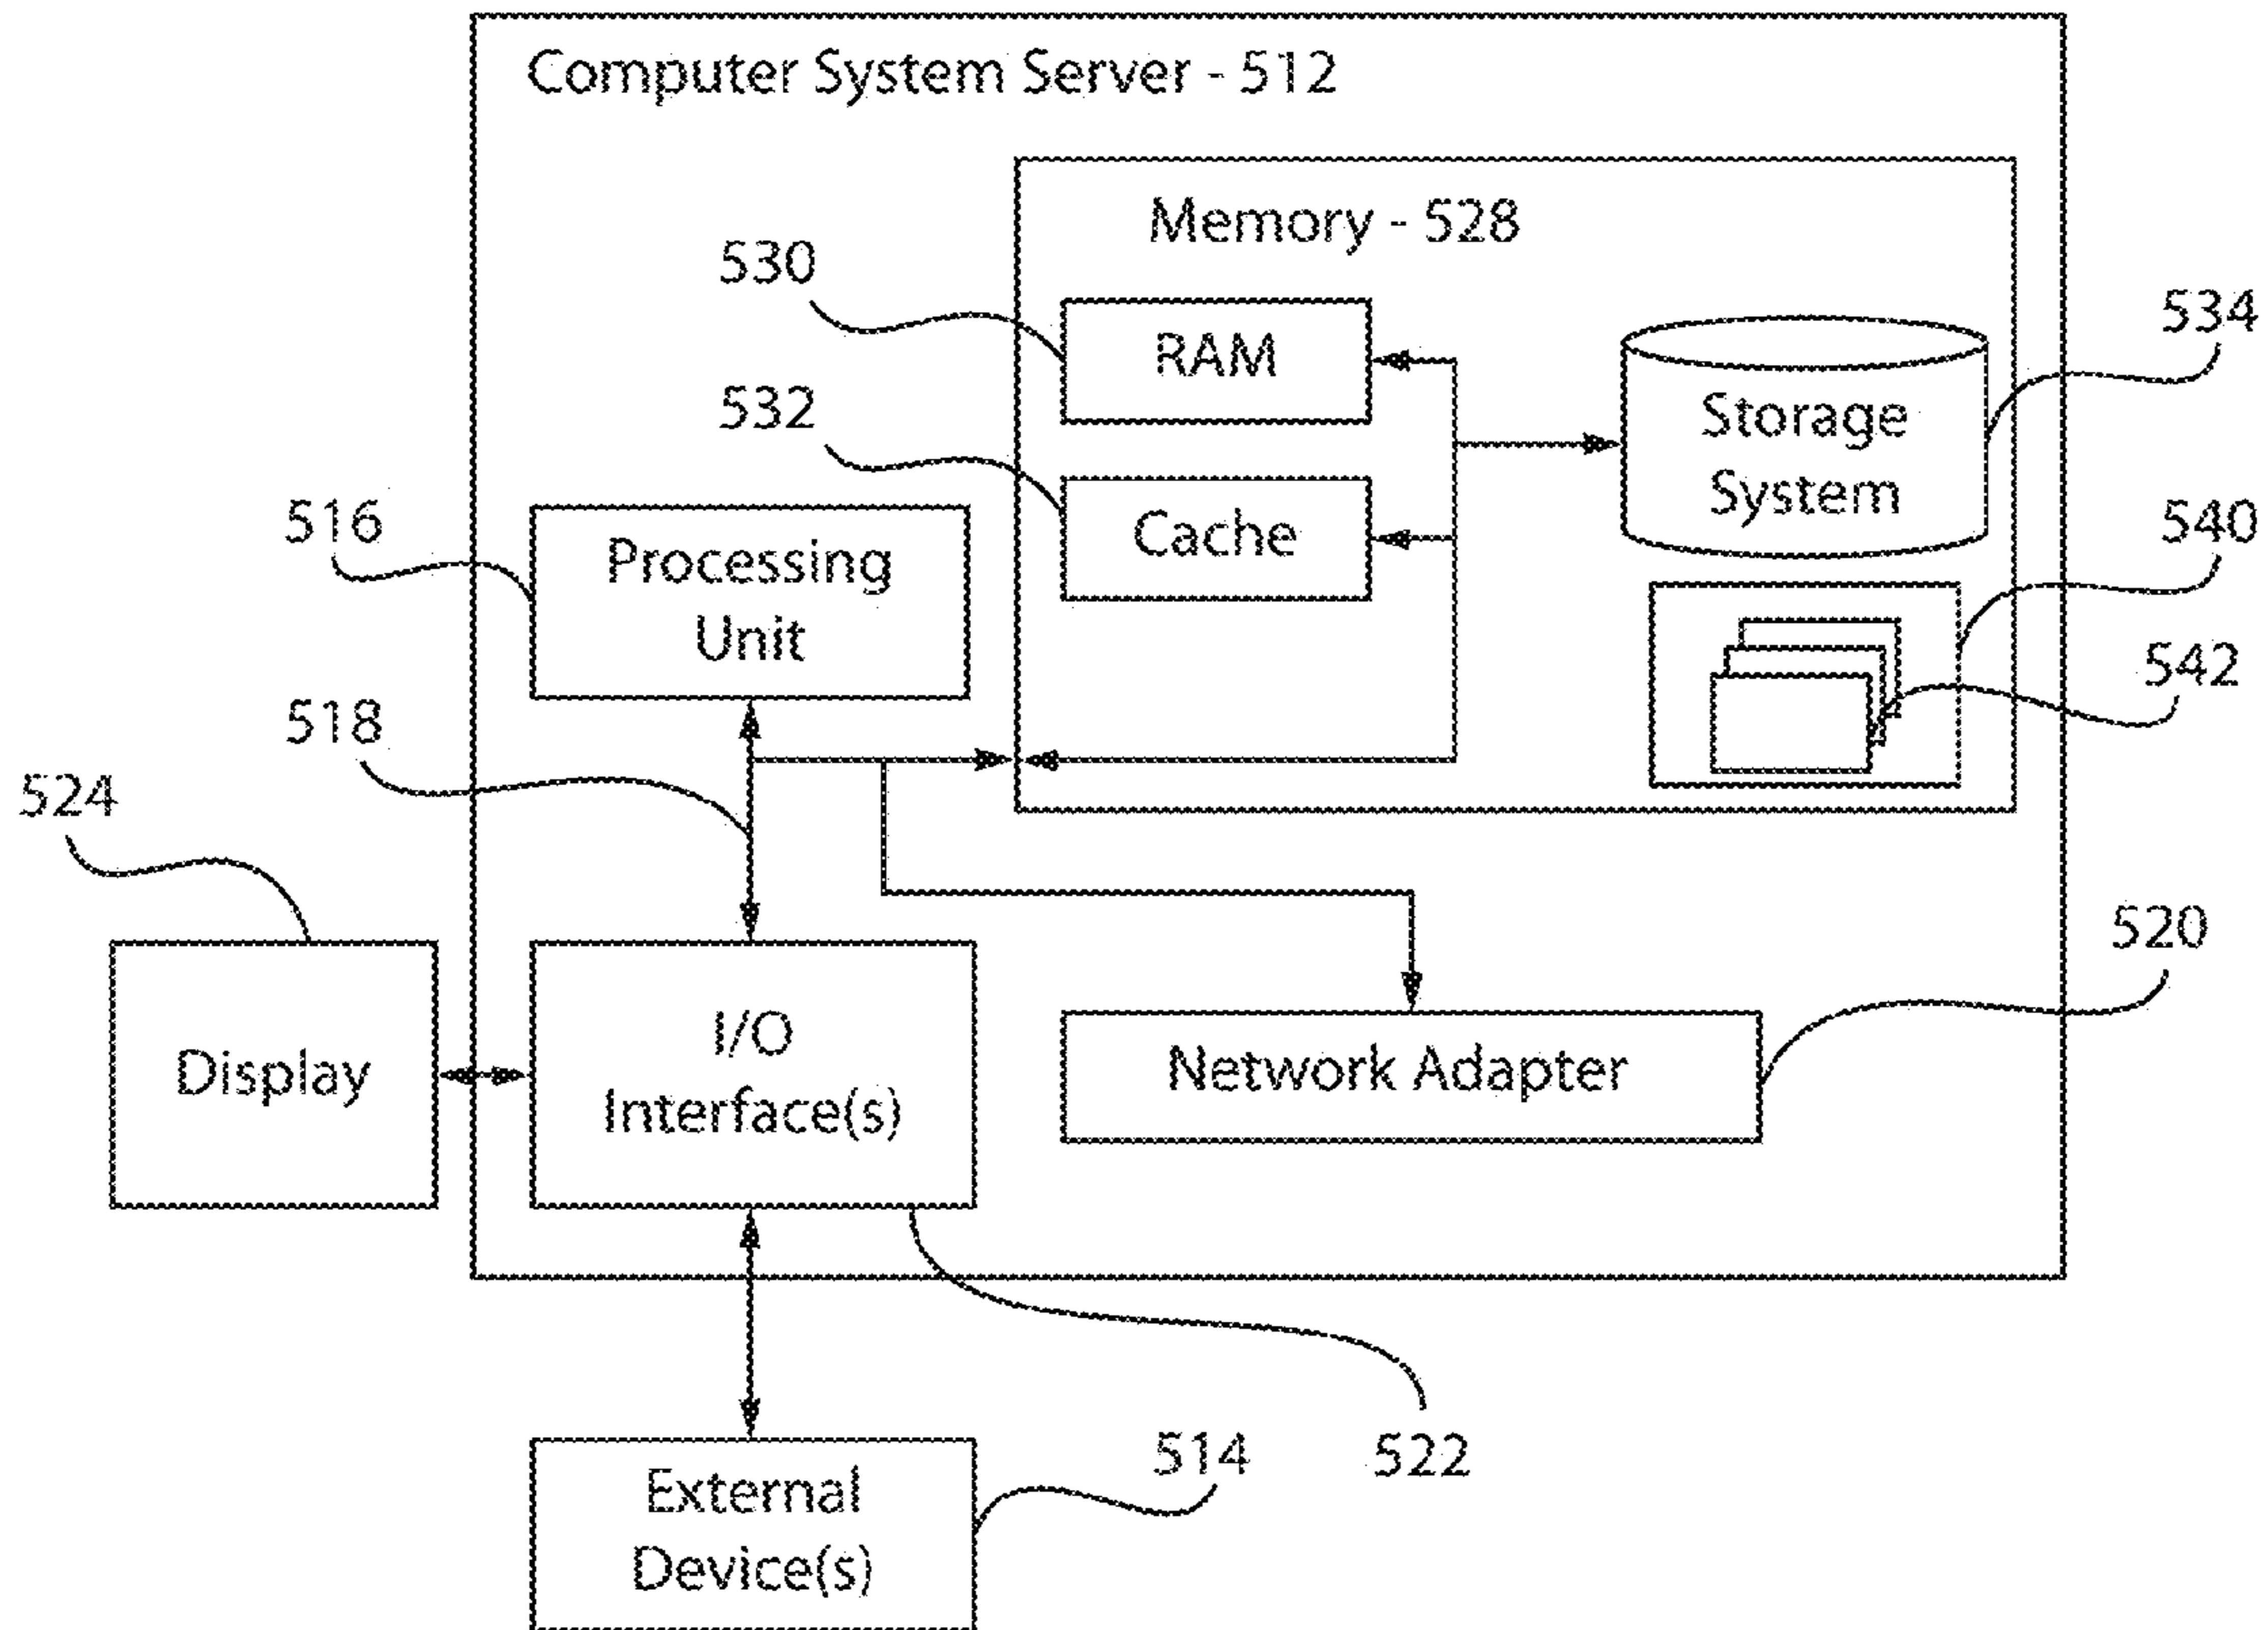 Computer System Server - 512
Memory - 528
530
RAM
532
Cache
534
Storage
System
516
Processing
Unit
540
542
518
524
Display
I/O
Interface(s)
520
Network Adapter
514
522
External
Device(s)